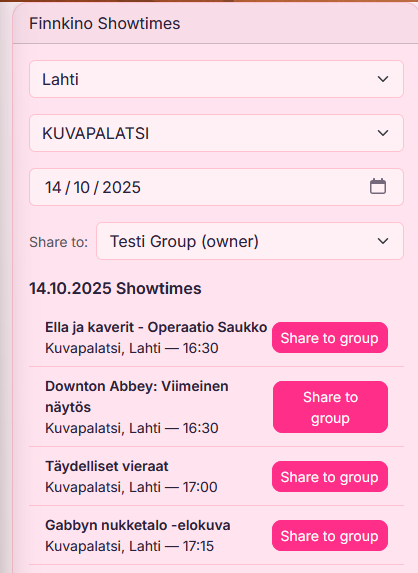 Finnkino Showtimes
Lahti
KUVAPALATSI
14/10/2025
Share to:
Testi Group (owner)
14.10.2025 Showtimes
Ella ja kaverit - Operaatio Saukko
Kuvapalatsi, Lahti — 16:30
Share to group
Downton Abbey: Viimeinen
näytös
Kuvapalatsi, Lahti — 16:30
Share to
group
Täydelliset vieraat
Kuvapalatsi, Lahti — 17:00
Share to group
Gabbyn nukketalo -elokuva
Kuvapalatsi, Lahti — 17:15
Share to group